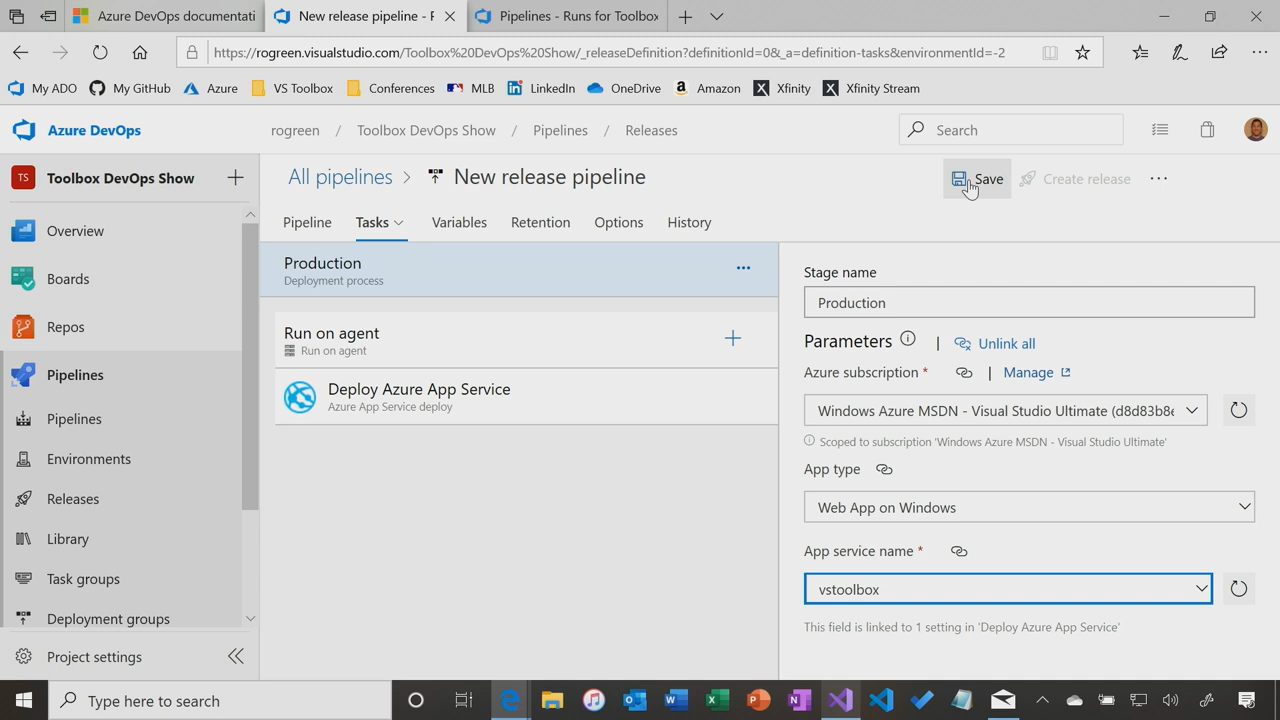 Azure DevOps documentati
New release pipeline - P
Pipelines - Runs for Toolbox
https://rogreen.visualstudio.com/Toolbox%20DevOps%20Show/_releaseDefinition?definitionId=0&_a=definition-tasks&environmentId=-2
My ADO My GitHub Azure VS Toolbox Conferences MLB LinkedIn OneDrive Amazon Xfinity Xfinity Stream
Azure DevOps
rogreen / Toolbox DevOps Show / Pipelines / Releases
Search
TS Toolbox DevOps Show
All pipelines > New release pipeline
Save
Create release
Pipeline Tasks Variables Retention Options History
Overview
Boards
Repos
Pipelines
Pipelines
Environments
Releases
Library
Task groups
Deployment groups
Project settings
Production
Deployment process
Run on agent
Run on agent
Deploy Azure App Service
Azure App Service deploy
Stage name
Production
Parameters | Unlink all
Azure subscription * | Manage
Windows Azure MSDN - Visual Studio Ultimate (d8d83b8e
Scoped to subscription 'Windows Azure MSDN - Visual Studio Ultimate'
App type
Web App on Windows
App service name *
vstoolbox
This field is linked to 1 setting in 'Deploy Azure App Service'
Type here to search